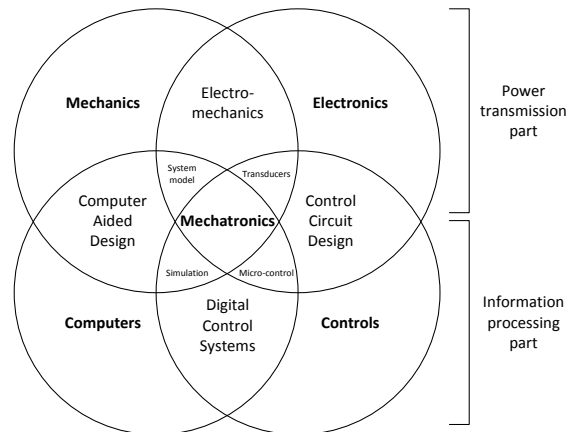 Mechanics
Electro-
mechanics
Electronics
Power
transmission
part
System
model
Transducers
Computer
Aided
Design
Mechatronics
Control
Circuit
Design
Simulation
Micro-control
Computers
Digital
Control
Systems
Controls
Information
processing
part